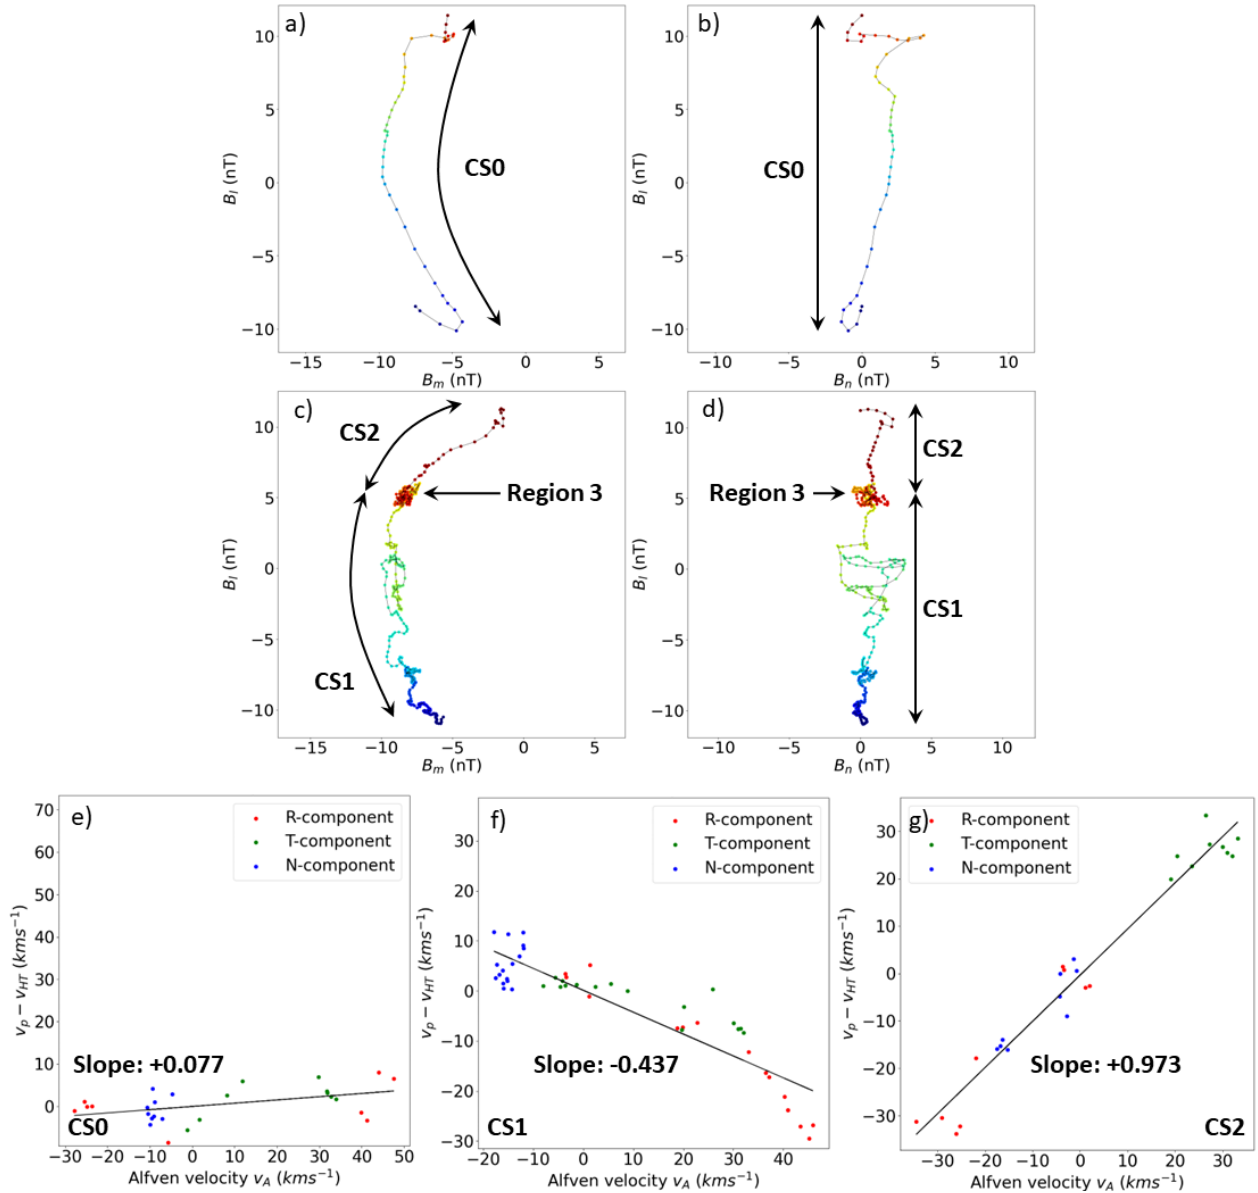 a)
10
5
0
−5
−10
B_l (nT)
CS0
−15 −10 −5 0 5
B_m (nT)
b)
10
5
0
−5
−10
B_l (nT)
CS0
−10 −5 0 5 10
B_n (nT)
c)
10
5
0
−5
−10
B_l (nT)
CS2
Region 3
CS1
−15 −10 −5 0 5
B_m (nT)
d)
10
5
0
−5
−10
B_l (nT)
CS2
Region 3
CS1
−10 −5 0 5 10
B_n (nT)
e)
R-component
T-component
N-component
70
60
50
40
30
20
10
0
v_p − v_HT (kms⁻¹)
Slope: +0.077
CS0
−30 −20 −10 0 10 20 30 40 50
Alfven velocity v_A (kms⁻¹)
f)
R-component
T-component
N-component
30
20
10
0
−10
−20
−30
v_p − v_HT (kms⁻¹)
Slope: -0.437
CS1
−20 −10 0 10 20 30 40
Alfven velocity v_A (kms⁻¹)
g)
R-component
T-component
N-component
30
20
10
0
−10
−20
−30
v_p − v_HT (kms⁻¹)
Slope: +0.973
CS2
−30 −20 −10 0 10 20 30
Alfven velocity v_A (kms⁻¹)